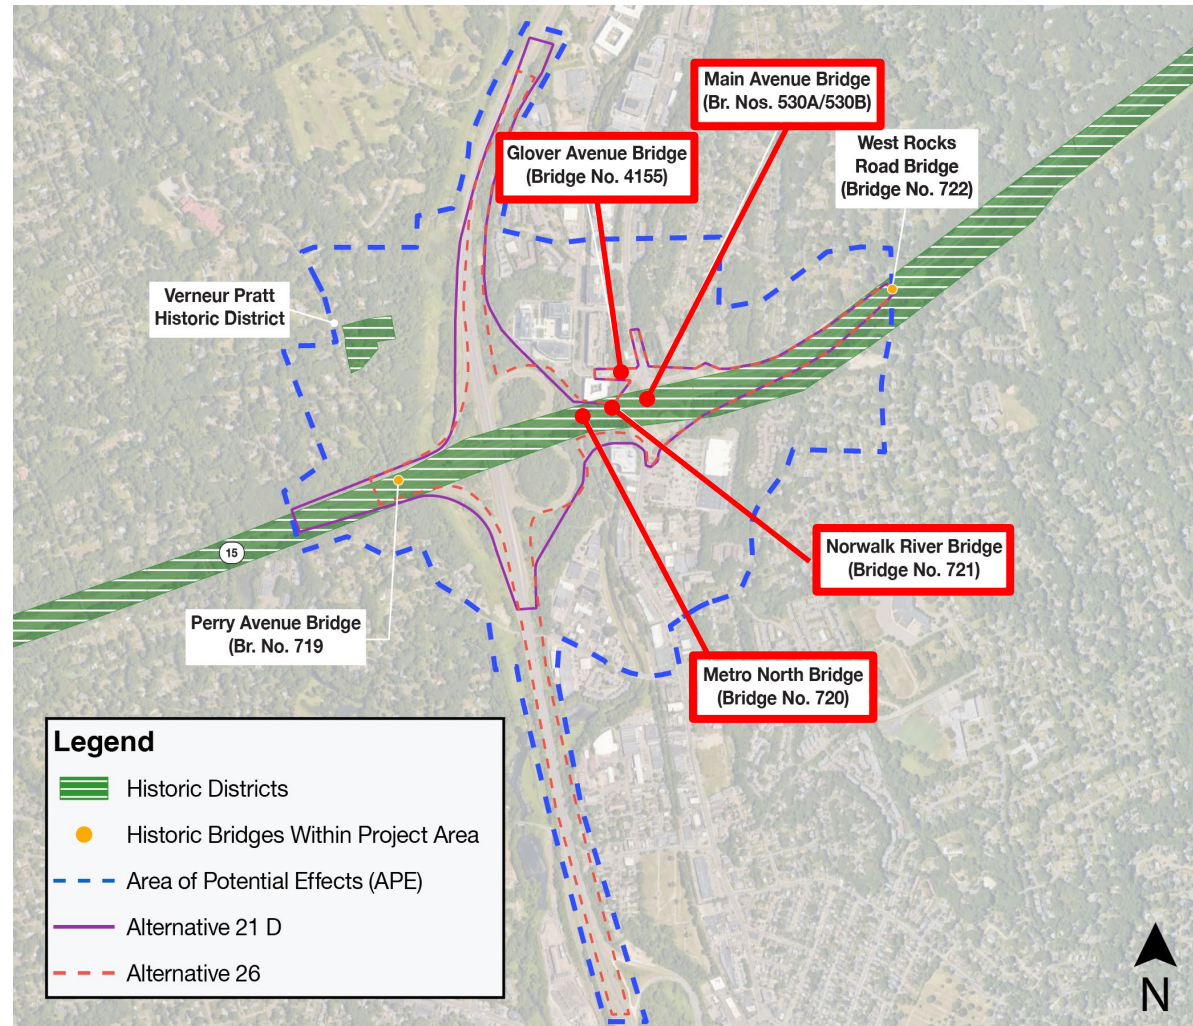 Main Avenue Bridge
(Br. Nos. 530A/530B)
Glover Avenue Bridge
(Bridge No. 4155)
West Rocks
Road Bridge
(Bridge No. 722)
Verneur Pratt
Historic District
15
Norwalk River Bridge
(Bridge No. 721)
Perry Avenue Bridge
(Br. No. 719
Metro North Bridge
(Bridge No. 720)
Legend
Historic Districts
Historic Bridges Within Project Area
Area of Potential Effects (APE)
Alternative 21 D
Alternative 26
N